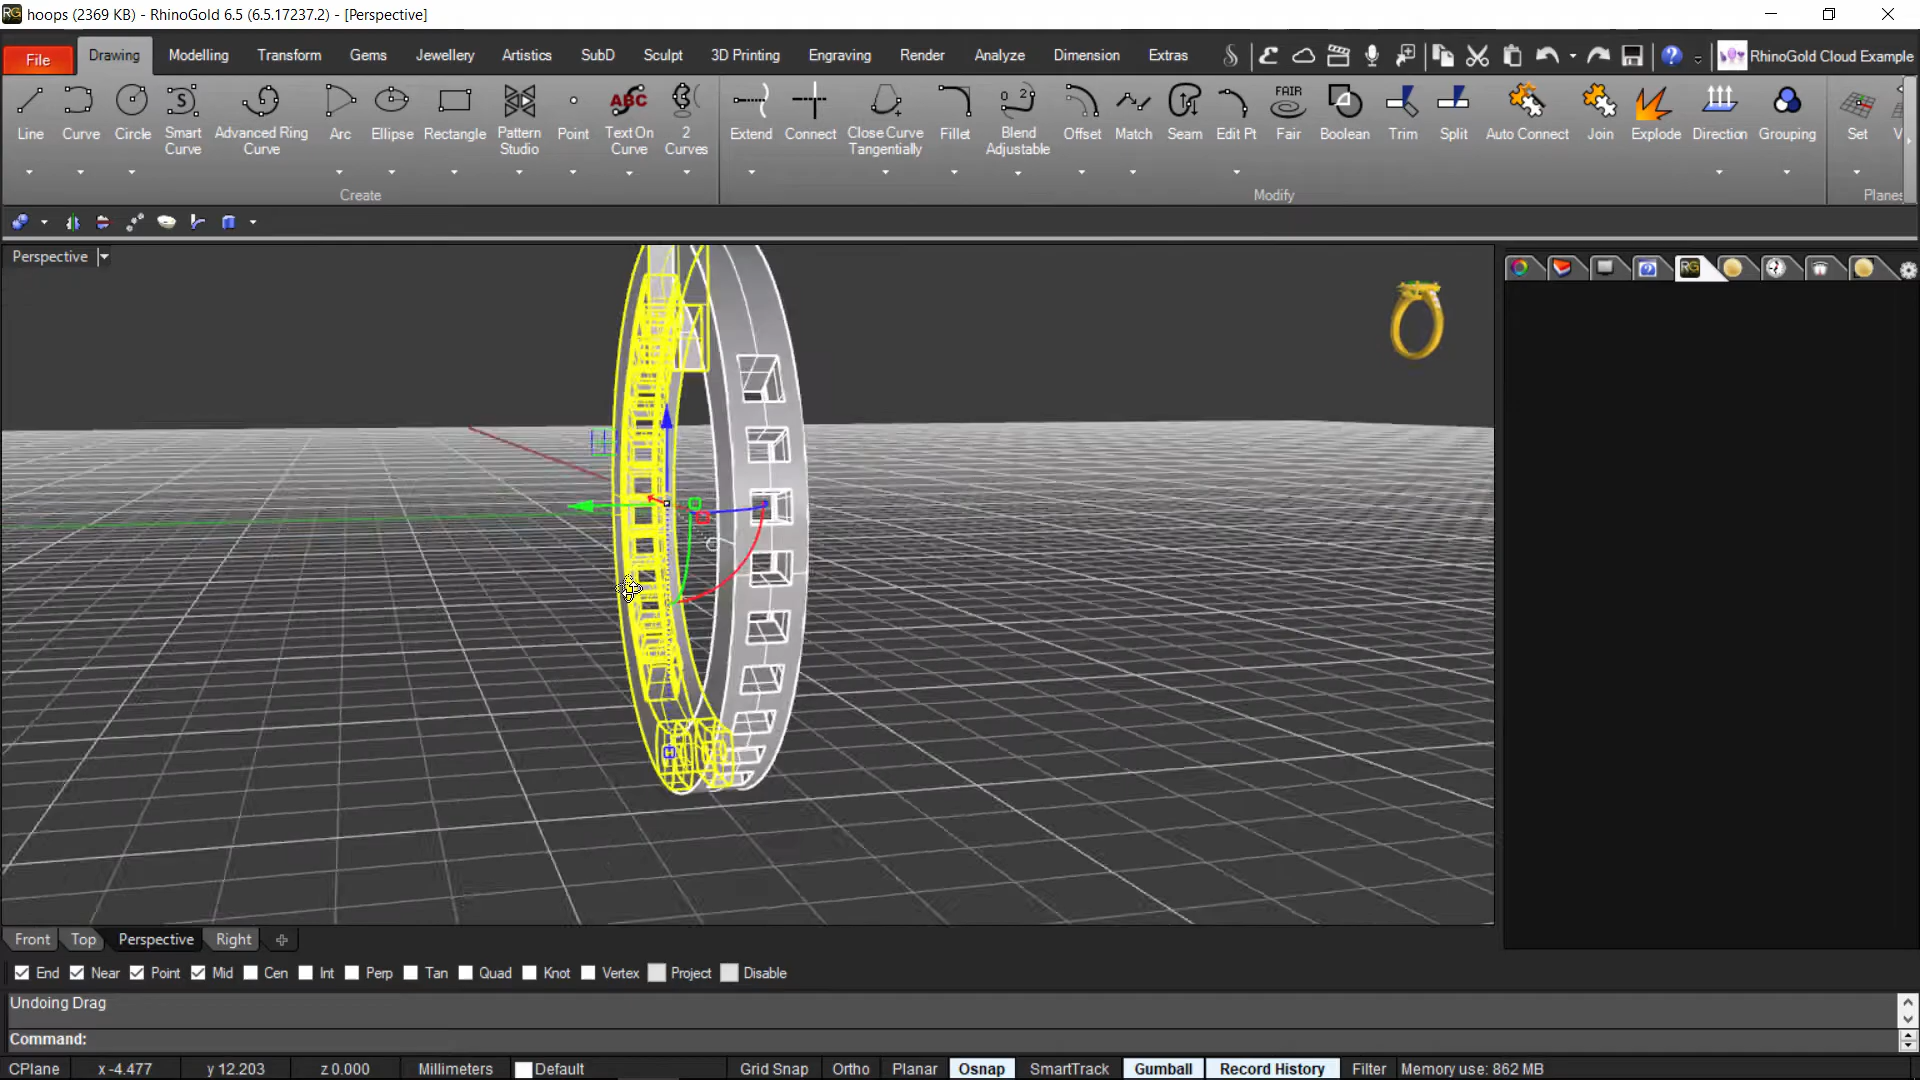 hoops (2369 KB) - RhinoGold 6.5 (6.5.17237.2) - [Perspective]
File Drawing Modelling Transform Gems Jewellery Artistics SubD Sculpt 3D Printing Engraving Render Analyze Dimension Extras RhinoGold Cloud Example
Line Curve Circle Smart Curve Advanced Ring Curve Arc Ellipse Rectangle Pattern Studio Point Text On Curve 2 Curves Extend Connect Close Curve Tangentially Fillet Blend Adjustable Offset Match Seam Edit Pt Fair Boolean Trim Split Auto Connect Join Explode Direction Grouping Set
Create Modify Planes
Perspective
Front Top Perspective Right
End Near Point Mid Cen Int Perp Tan Quad Knot Vertex Project Disable
Undoing Drag
Command:
CPlane x -4.477 y 12.203 z 0.000 Millimeters Default Grid Snap Ortho Planar Osnap SmartTrack Gumball Record History Filter Memory use: 862 MB